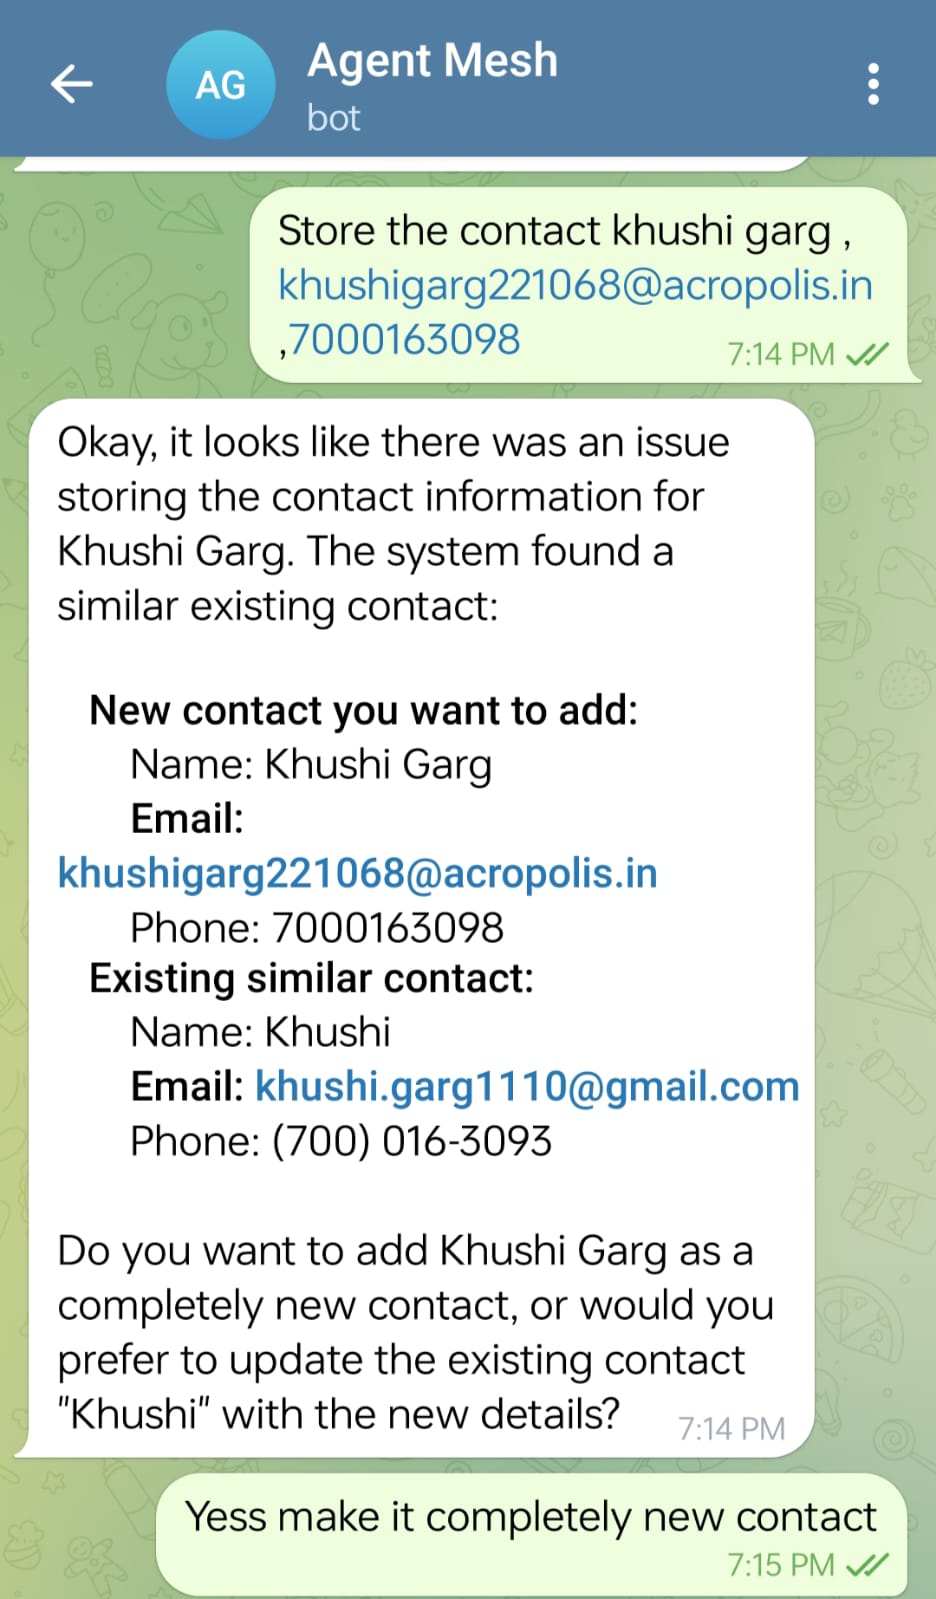 Agent Mesh
AG
bot
Store the contact khushi garg ,
khushigarg221068@acropolis.in
,7000163098
7:14 PM
Okay, it looks like there was an issue
storing the contact information for
Khushi Garg. The system found a
similar existing contact:
New contact you want to add:
Name: Khushi Garg
Email:
khushigarg221068@acropolis.in
Phone: 7000163098
Existing similar contact:
Name: Khushi
Email: khushi.garg1110@gmail.com
Phone: (700) 016-3093
Do you want to add Khushi Garg as a
completely new contact, or would you
prefer to update the existing contact
"Khushi" with the new details?
7:14 PM
Yess make it completely new contact
7:15 PM